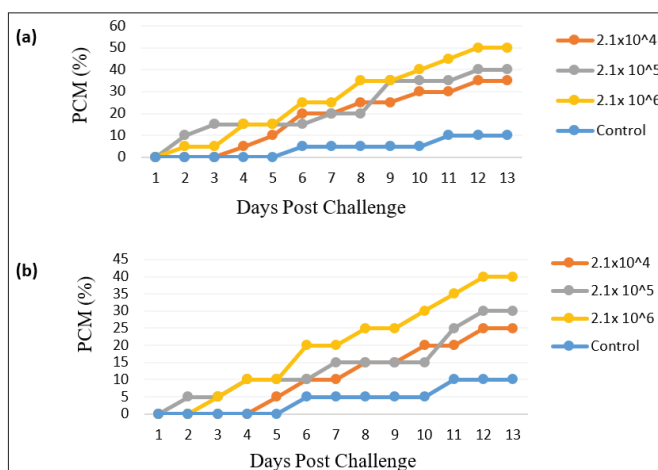 (a)
PCM (%)
60
50
40
30
20
10
0
1 2 3 4 5 6 7 8 9 10 11 12 13
Days Post Challenge
2.1x10^4
2.1x 10^5
2.1x 10^6
Control
(b)
PCM (%)
45
40
35
30
25
20
15
10
5
0
1 2 3 4 5 6 7 8 9 10 11 12 13
Days Post Challenge
2.1x10^4
2.1x 10^5
2.1x 10^6
Control